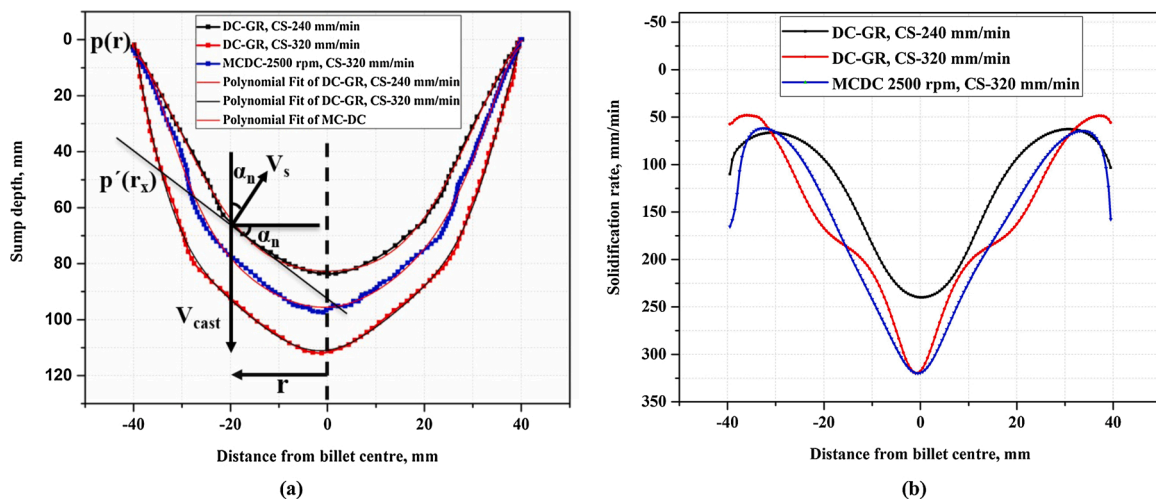 p(r)
DC-GR, CS-240 mm/min
DC-GR, CS-320 mm/min
MCDC-2500 rpm, CS-320 mm/min
Polynomial Fit of DC-GR, CS-240 mm/min
Polynomial Fit of DC-GR, CS-320 mm/min
Polynomial Fit of MC-DC
0
20
40
60
80
100
120
Sump depth, mm
p´(rₓ)
αₙ
Vₛ
αₙ
V_cast
r
-40
-20
0
20
40
Distance from billet centre, mm
(a)
DC-GR, CS-240 mm/min
DC-GR, CS-320 mm/min
MCDC 2500 rpm, CS-320 mm/min
-50
0
50
100
150
200
250
300
350
Solidification rate, mm/min
-40
-20
0
20
40
Distance from billet centre, mm
(b)